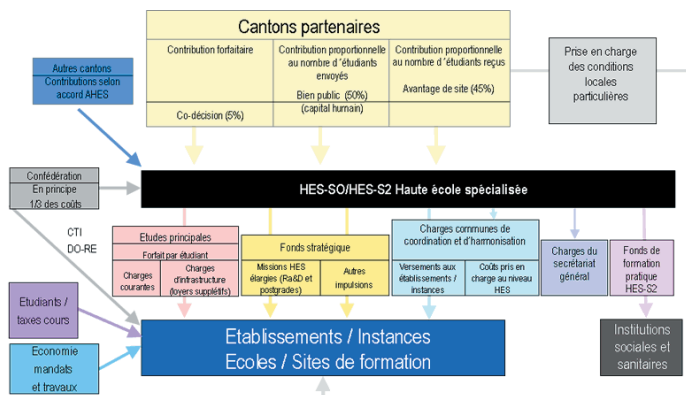 Cantons partenaires
Contribution forfaitaire
Co-décision (5%)
Contribution proportionnelle
au nombre d 'étudiants
envoyés
Bien public (50%)
(capital humain)
Contribution proportionnelle
au nombre d 'étudiants reçus
Avantage de site (45%)
Prise en charge
des conditions
locales
particulières
Autres cantons
Contributions selon
accord AHES
Confédération
En principe
1/3 des coûts
HES-SO/HES-S2 Haute école spécialisée
CTI
DO-RE
Etudes principales
Forfait par étudiant
Charges
courantes
Charges
d'infrastructure
(loyers supplétifs)
Fonds stratégique
Missions HES
élargies (Ra&D et
postgrades)
Autres
impulsions
Charges communes de
coordination et d'harmonisation
Versements aux
établissements /
instances
Coûts pris en
charge au niveau
HES
Charges du
secrétariat
général
Fonds de
formation
pratique
HES-S2
Etudiants /
taxes cours
Economie
mandats
et travaux
Etablissements / Instances
Ecoles / Sites de formation
Institutions
sociales et
sanitaires